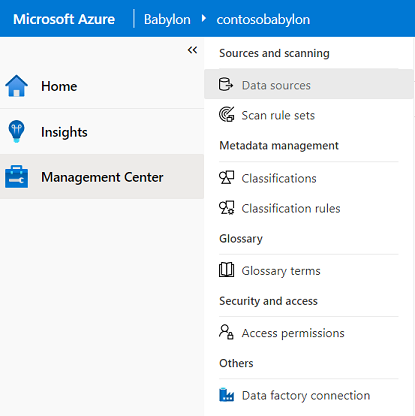 Microsoft Azure
Babylon
contosobabylon
Home
Insights
Management Center
Sources and scanning
Data sources
Scan rule sets
Metadata management
Classifications
Classification rules
Glossary
Glossary terms
Security and access
Access permissions
Others
Data factory connection